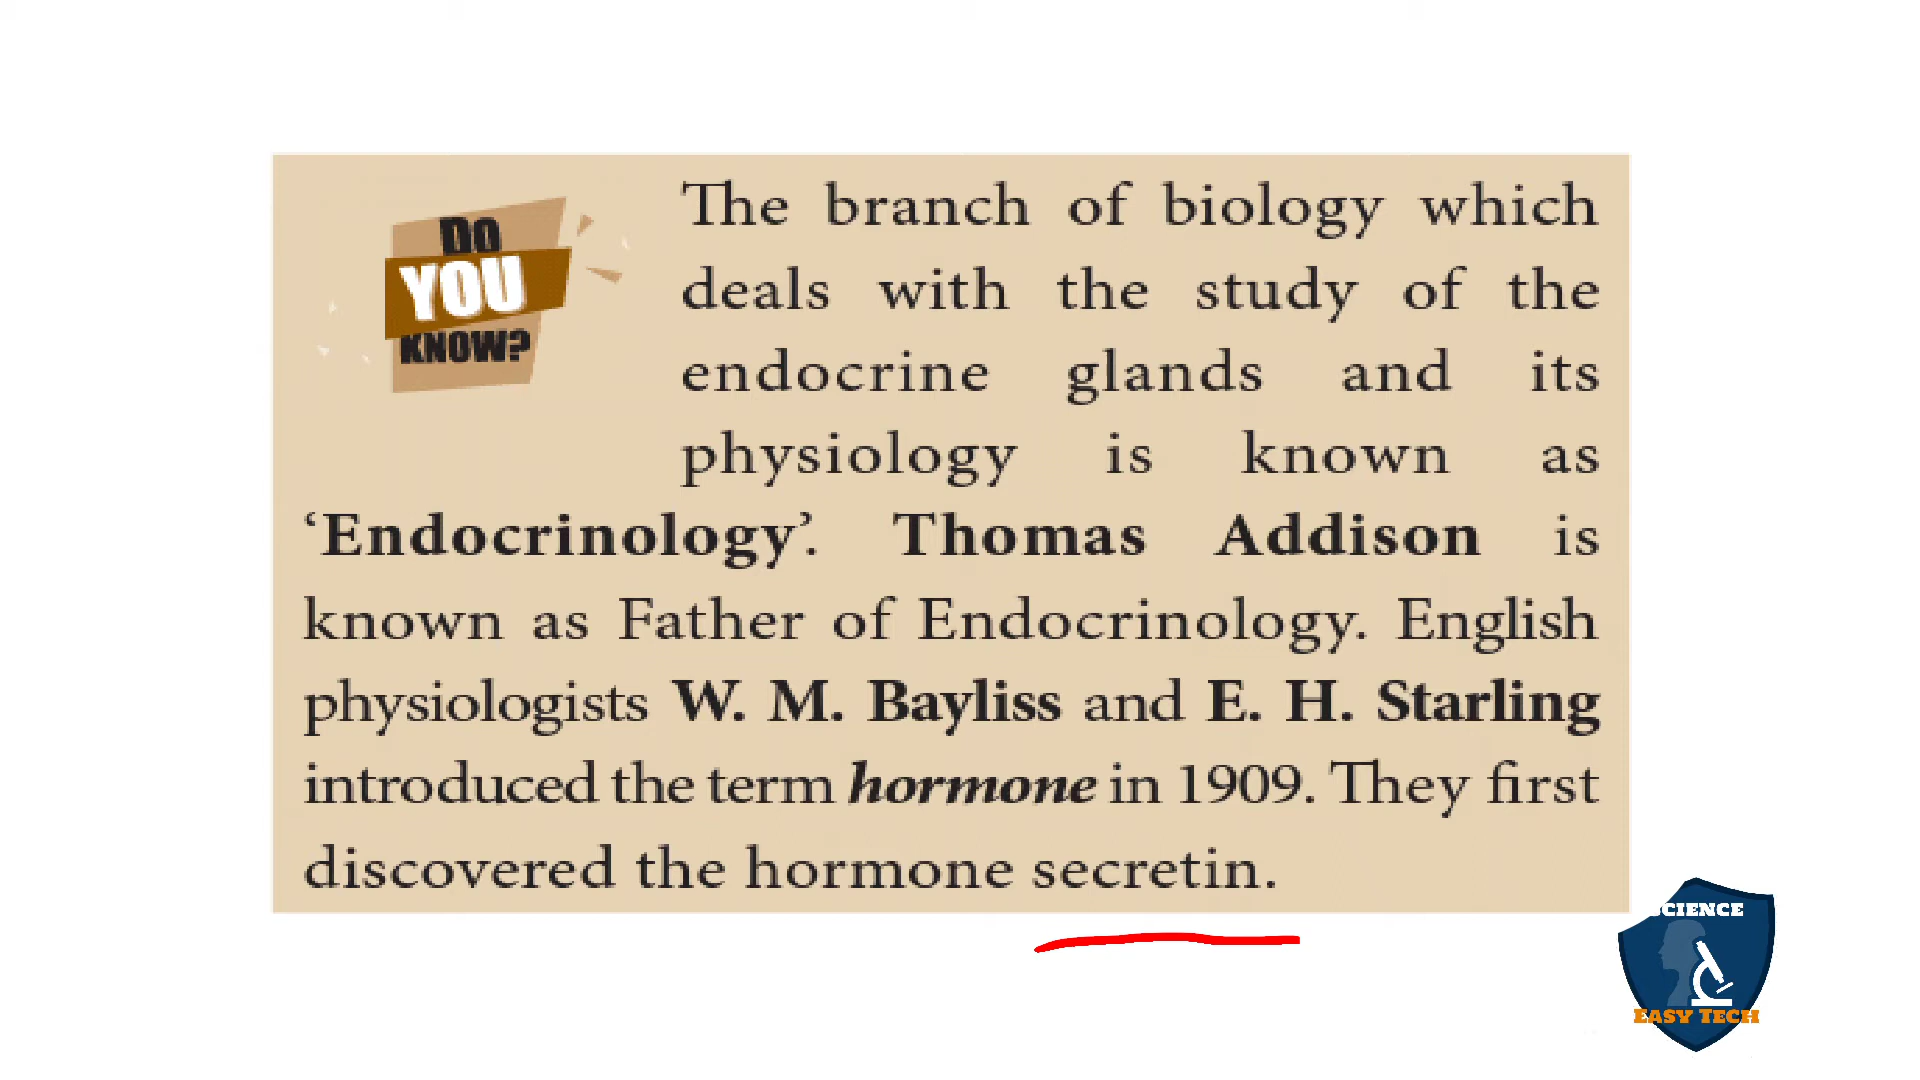 DO
YOU
KNOW?
The branch of biology which
deals with the study of the
endocrine glands and its
physiology is known as
‘Endocrinology’. Thomas Addison is
known as Father of Endocrinology. English
physiologists W. M. Bayliss and E. H. Starling
introduced the term hormone in 1909. They first
discovered the hormone secretin.
SCIENCE
EASY TECH